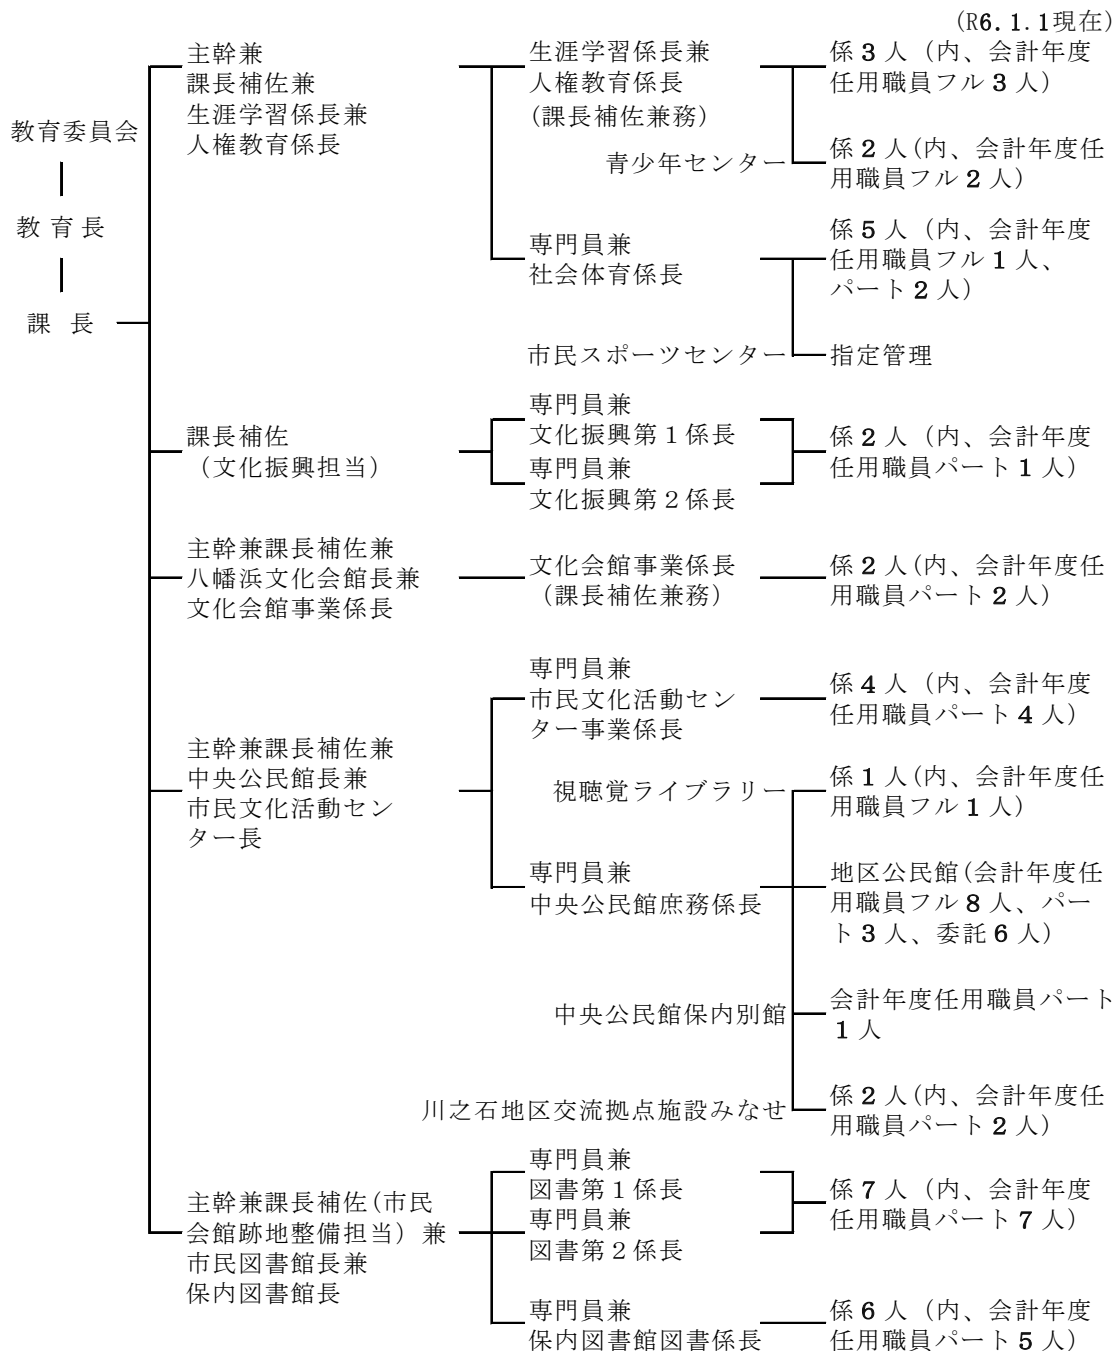 (R6.1.1現在)
教育委員会
教育長
課長
主幹兼
課長補佐兼
生涯学習係長兼
人権教育係長
生涯学習係長兼
人権教育係長
(課長補佐兼務)
係3人（内、会計年度
任用職員フル3人）
青少年センター
係2人(内、会計年度任
用職員フル2人）
専門員兼
社会体育係長
係5人（内、会計年度
任用職員フル1人、
パート2人）
市民スポーツセンター
指定管理
課長補佐
（文化振興担当）
専門員兼
文化振興第1係長
専門員兼
文化振興第2係長
係2人（内、会計年度
任用職員パート1人）
主幹兼課長補佐兼
八幡浜文化会館長兼
文化会館事業係長
文化会館事業係長
（課長補佐兼務）
係2人(内、会計年度任
用職員パート2人）
主幹兼課長補佐兼
中央公民館長兼
市民文化活動セン
ター長
専門員兼
市民文化活動セン
ター事業係長
係4人（内、会計年度
任用職員パート4人）
視聴覚ライブラリー
係1人(内、会計年度任
用職員フル1人）
専門員兼
中央公民館庶務係長
地区公民館(会計年度任
用職員フル8人、パー
ト3人、委託6人）
中央公民館保内別館
会計年度任用職員パート
1人
川之石地区交流拠点施設みなせ
係2人(内、会計年度任
用職員パート2人）
主幹兼課長補佐(市民
会館跡地整備担当）兼
市民図書館長兼
保内図書館長
専門員兼
図書第1係長
専門員兼
図書第2係長
係7人（内、会計年度
任用職員パート7人）
専門員兼
保内図書館図書係長
係6人（内、会計年度
任用職員パート5人）